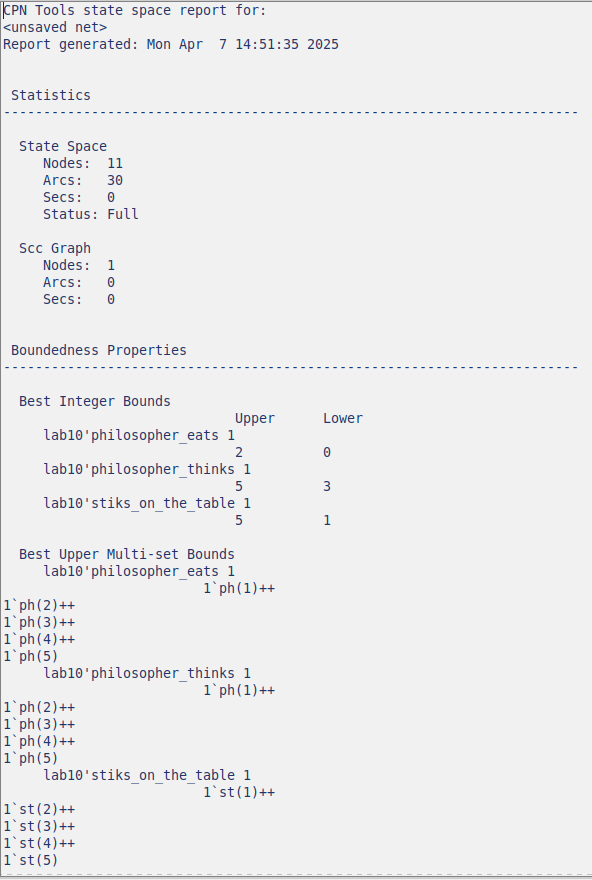 CPN Tools state space report for:
<unsaved net>
Report generated: Mon Apr  7 14:51:35 2025
Statistics
------------------------------------------------------------------------
State Space
Nodes:  11
Arcs:   30
Secs:   0
Status: Full
Scc Graph
Nodes:  1
Arcs:   0
Secs:   0
Boundedness Properties
------------------------------------------------------------------------
Best Integer Bounds
Upper      Lower
lab10'philosopher_eats 1
2          0
lab10'philosopher_thinks 1
5          3
lab10'stiks_on_the_table 1
5          1
Best Upper Multi-set Bounds
lab10'philosopher_eats 1
1`ph(1)++
1`ph(2)++
1`ph(3)++
1`ph(4)++
1`ph(5)
lab10'philosopher_thinks 1
1`ph(1)++
1`ph(2)++
1`ph(3)++
1`ph(4)++
1`ph(5)
lab10'stiks_on_the_table 1
1`st(1)++
1`st(2)++
1`st(3)++
1`st(4)++
1`st(5)